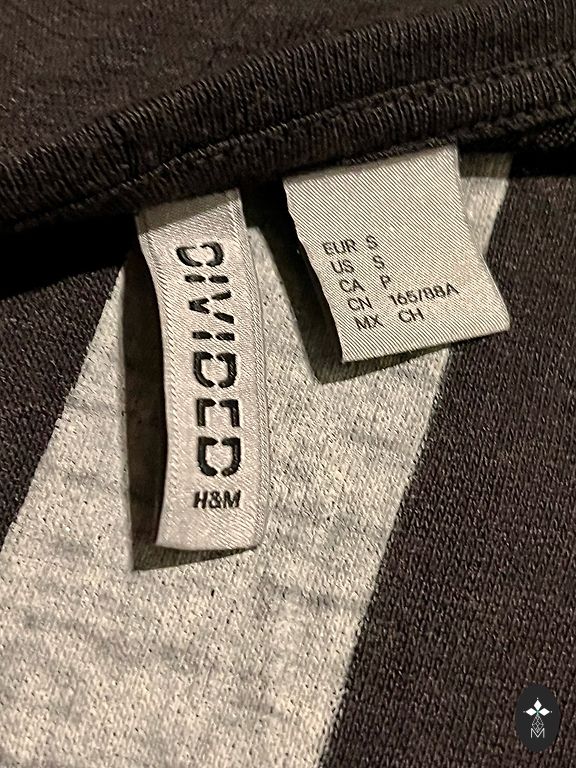 DIVIDED
H&M
EUR S
US S
CA P
CN 165/88A
MX CH
M